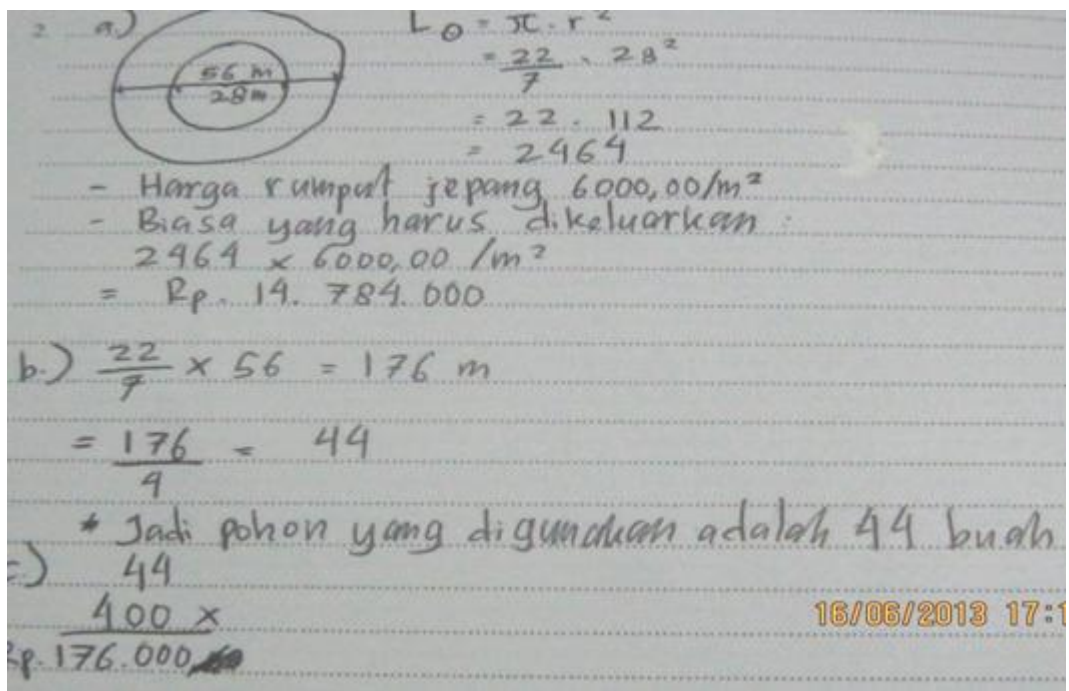 2 a.)
56 m
28 m
L⊙ = π . r²
= 22/7 . 28²
= 22 . 112
= 2464
- Harga rumput jepang 6000,00/m²
- Biasa yang harus dikeluarkan :
2464 x 6000,00 /m²
= Rp. 14. 784.000
b.) 22/7 x 56 = 176 m
= 176/4 = 44
* Jadi pohon yang digunakan adalah 44 buah
c.) 44
400 x
Rp. 176.000
16/06/2013 17:1